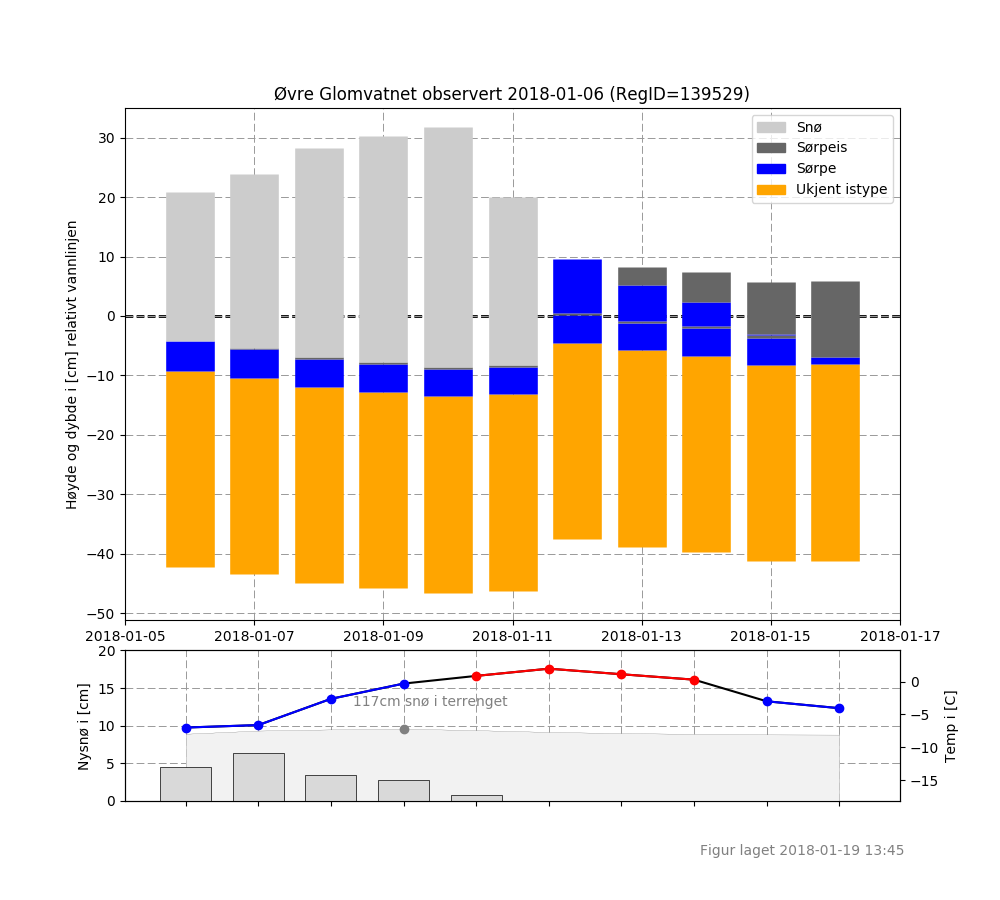 Øvre Glomvatnet observert 2018-01-06 (RegID=139529)
Snø
Sørpeis
Sørpe
Ukjent istype
Høyde og dybde i [cm] relativt vannlinjen
30
20
10
0
−10
−20
−30
−40
−50
2018-01-05 2018-01-07 2018-01-09 2018-01-11 2018-01-13 2018-01-15 2018-01-17
Nysnø i [cm]
20
15
10
5
0
117cm snø i terrenget
0
−5
−10
−15
Temp i [C]
Figur laget 2018-01-19 13:45